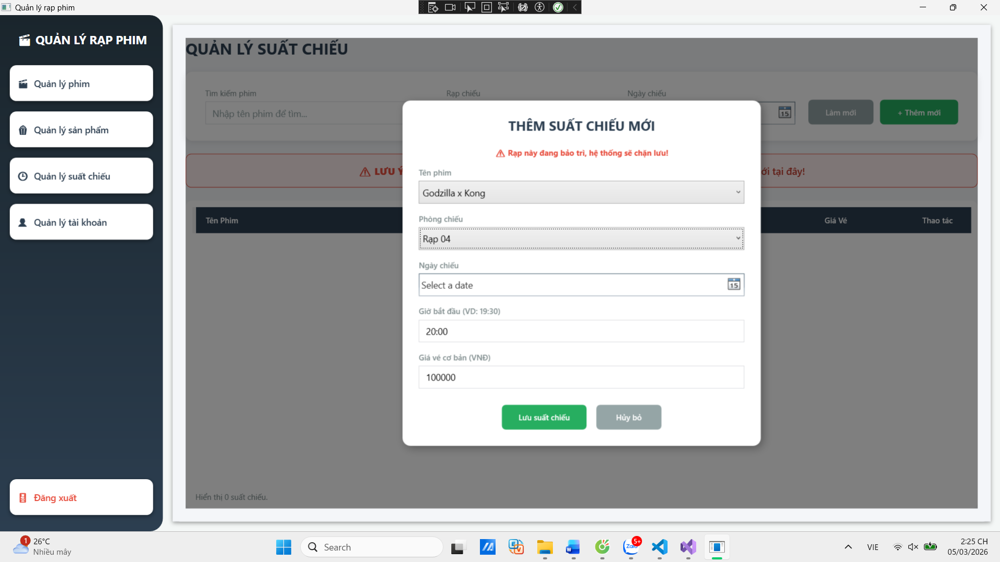 Quản lý rạp phim
QUẢN LÝ RẠP PHIM
Quản lý phim
Quản lý sản phẩm
Quản lý suất chiếu
Quản lý tài khoản
Đăng xuất
QUẢN LÝ SUẤT CHIẾU
Tìm kiếm phim
Rạp chiếu
Ngày chiếu
Nhập tên phim để tìm...
15
Làm mới
+ Thêm mới
LƯU Ý
ới tại đây!
Tên Phim
Giá Vé
Thao tác
THÊM SUẤT CHIẾU MỚI
Rạp này đang bảo trì, hệ thống sẽ chặn lưu!
Tên phim
Godzilla x Kong
Phòng chiếu
Rạp 04
Ngày chiếu
Select a date
15
Giờ bắt đầu (VD: 19:30)
20:00
Giá vé cơ bản (VNĐ)
100000
Lưu suất chiếu
Hủy bỏ
Hiển thị 0 suất chiếu.
1
26°C
Nhiều mây
Search
Zalo
5+
VIE
2:25 CH
05/03/2026